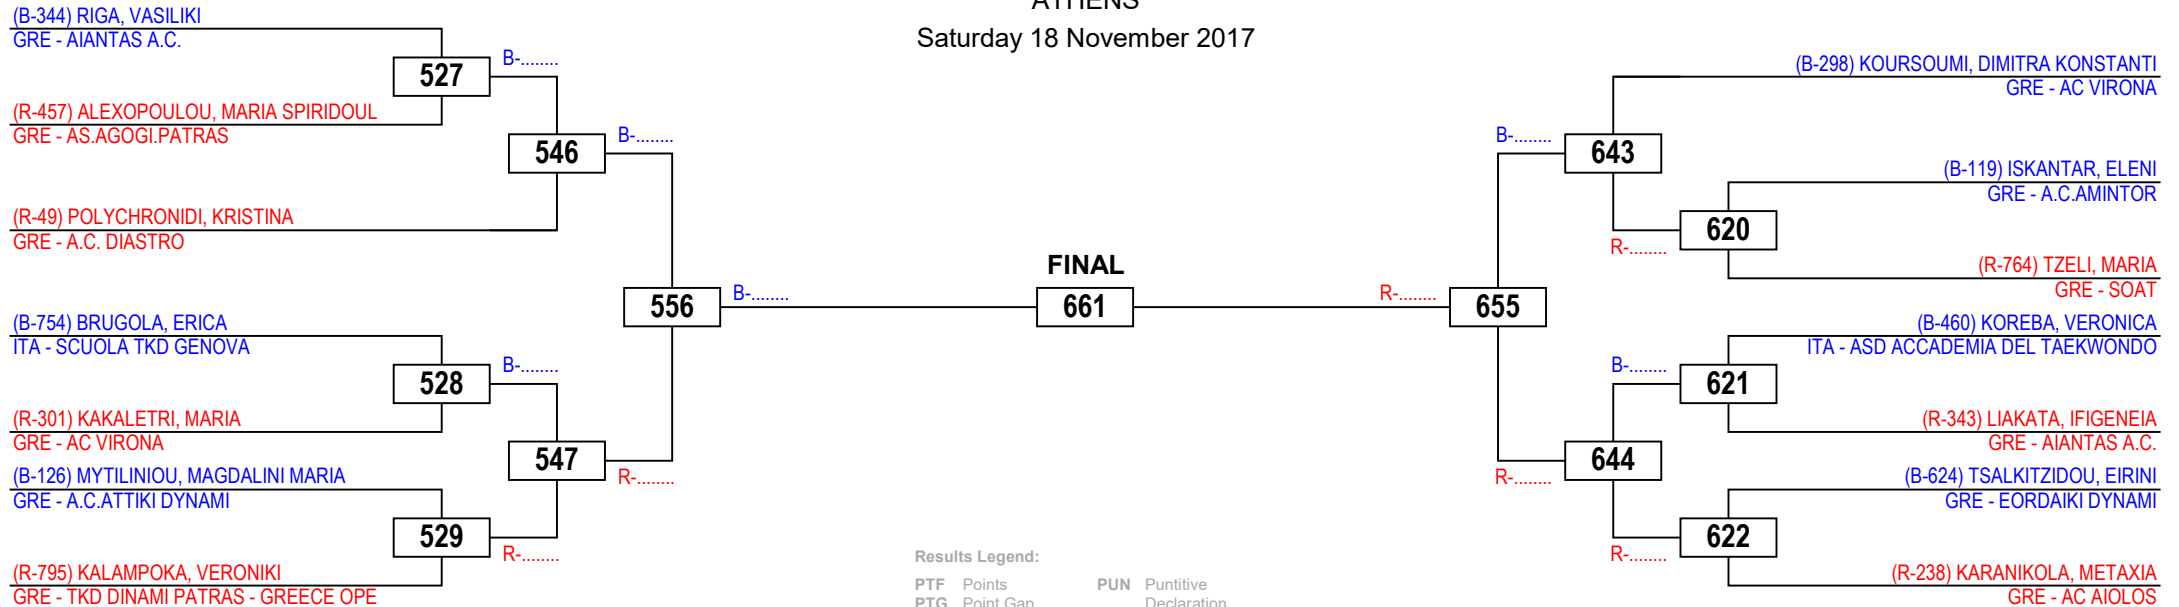 ATHENS
Saturday 18 November 2017
(B-344) RIGA, VASILIKI
GRE - AIANTAS A.C.
527
B-........
(R-457) ALEXOPOULOU, MARIA SPIRIDOUL
GRE - AS.AGOGI.PATRAS
546
B-........
(R-49) POLYCHRONIDI, KRISTINA
GRE - A.C. DIASTRO
556
B-........
(B-754) BRUGOLA, ERICA
ITA - SCUOLA TKD GENOVA
528
B-........
(R-301) KAKALETRI, MARIA
GRE - AC VIRONA
547
R-........
(B-126) MYTILINIOU, MAGDALINI MARIA
GRE - A.C.ATTIKI DYNAMI
529
R-........
(R-795) KALAMPOKA, VERONIKI
GRE - TKD DINAMI PATRAS - GREECE OPE
FINAL
661
(B-298) KOURSOUMI, DIMITRA KONSTANTI
GRE - AC VIRONA
B-........
643
(B-119) ISKANTAR, ELENI
GRE - A.C.AMINTOR
R-........
620
(R-764) TZELI, MARIA
GRE - SOAT
R-........
655
(B-460) KOREBA, VERONICA
ITA - ASD ACCADEMIA DEL TAEKWONDO
B-........
621
(R-343) LIAKATA, IFIGENEIA
GRE - AIANTAS A.C.
R-........
644
(B-624) TSALKITZIDOU, EIRINI
GRE - EORDAIKI DYNAMI
R-........
622
(R-238) KARANIKOLA, METAXIA
GRE - AC AIOLOS
Results Legend:
PTF Points PUN Puntitive
PTG Point Gap Declaration